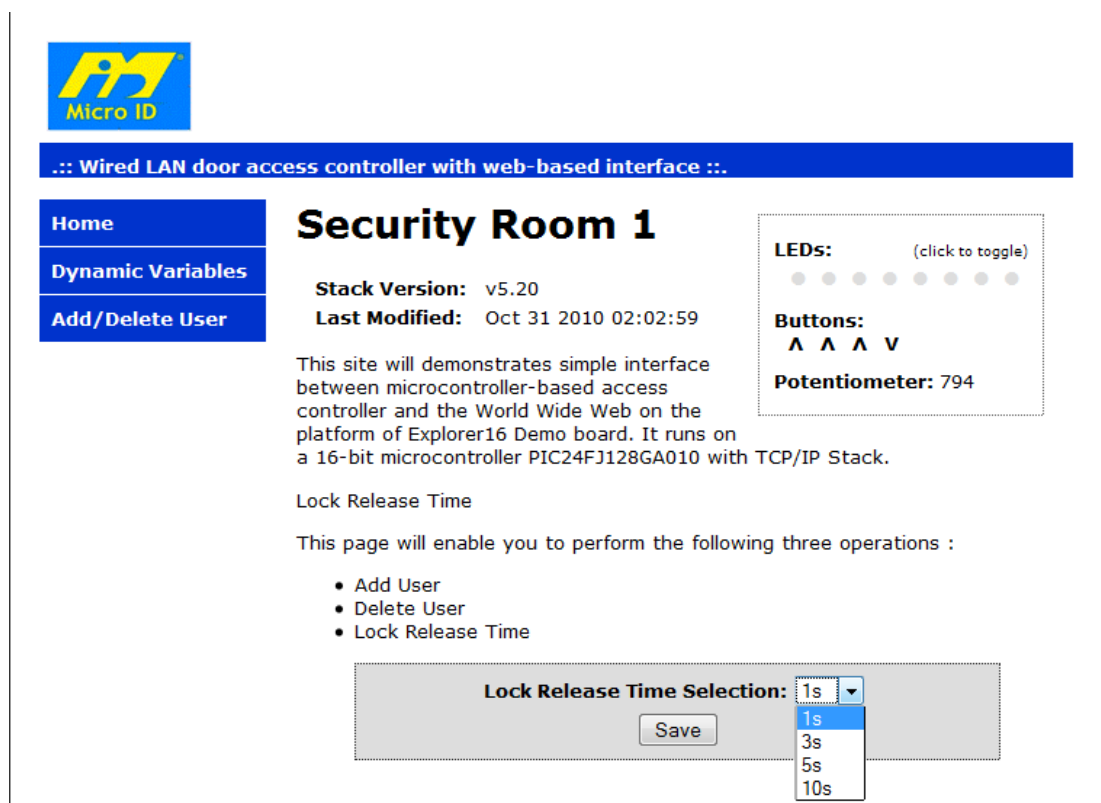 Micro ID
.:: Wired LAN door access controller with web-based interface ::.
Home
Dynamic Variables
Add/Delete User
Security Room 1
Stack Version: v5.20
Last Modified: Oct 31 2010 02:02:59
This site will demonstrates simple interface
between microcontroller-based access
controller and the World Wide Web on the
platform of Explorer16 Demo board. It runs on
a 16-bit microcontroller PIC24FJ128GA010 with TCP/IP Stack.
LEDs: (click to toggle)
Buttons:
Λ Λ Λ V
Potentiometer: 794
Lock Release Time
This page will enable you to perform the following three operations :
• Add User
• Delete User
• Lock Release Time
Lock Release Time Selection: 1s
Save
1s
3s
5s
10s